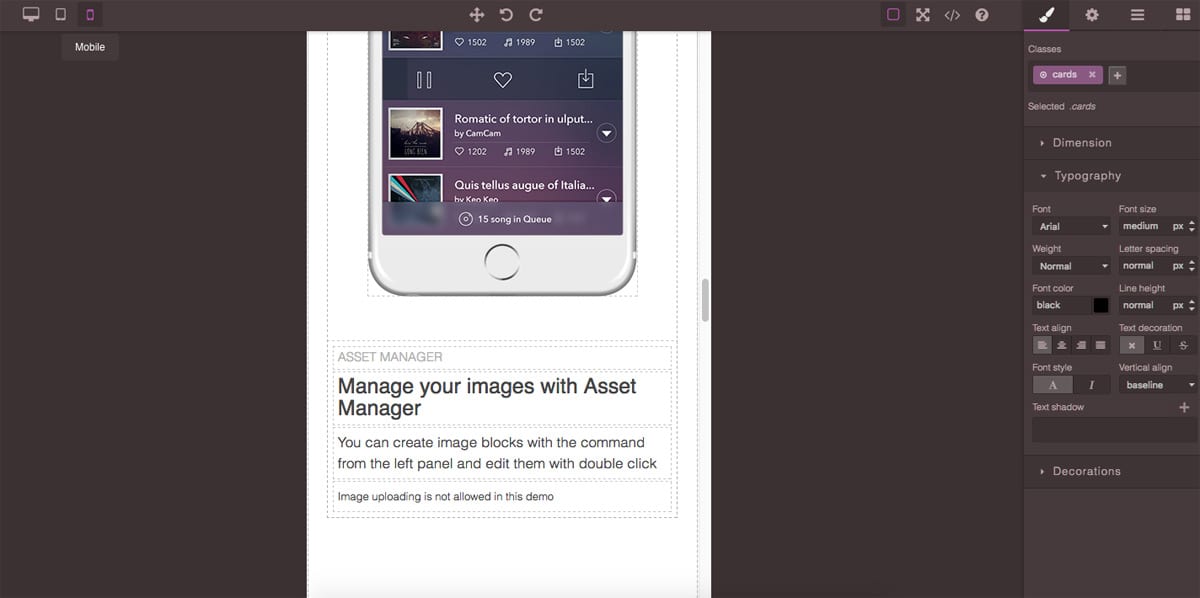 Mobile
1502 1989 1502
Romatic of tortor in ulput...
by CamCam
1202 1989 1502
Quis tellus augue of Italia...
by Keo Keo
15 song in Queue
ASSET MANAGER
Manage your images with Asset
Manager
You can create image blocks with the command
from the left panel and edit them with double click
Image uploading is not allowed in this demo
Classes
cards
Selected .cards
Dimension
Typography
Font Font size
Arial medium px
Weight Letter spacing
Normal normal px
Font color Line height
black normal px
Text align Text decoration
U S
Font style Vertical align
A I baseline
Text shadow
Decorations